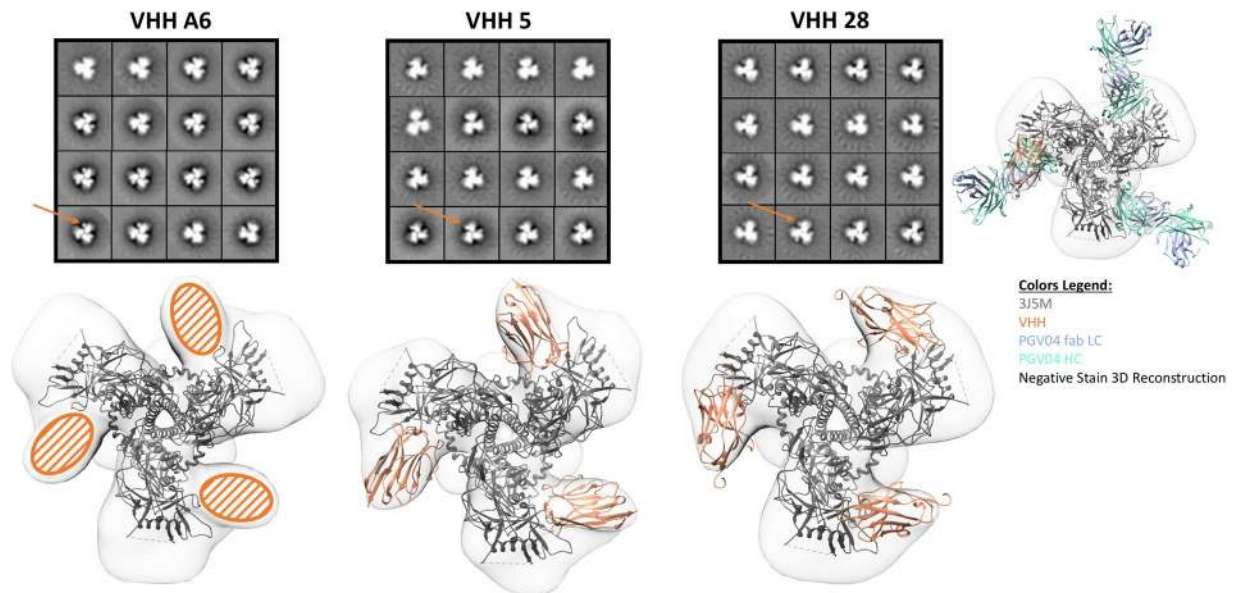 VHH A6
VHH 5
VHH 28
Colors Legend:
3J5M
VHH
PGV04 fab LC
PGV04 HC
Negative Stain 3D Reconstruction